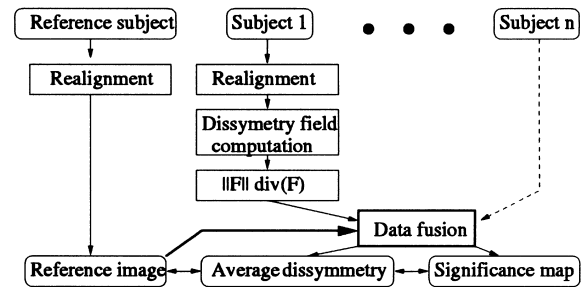 Reference subject
Subject 1
Subject n
Realignment
Realignment
Dissymetry field
computation
||F|| div(F)
Data fusion
Reference image
Average dissymmetry
Significance map